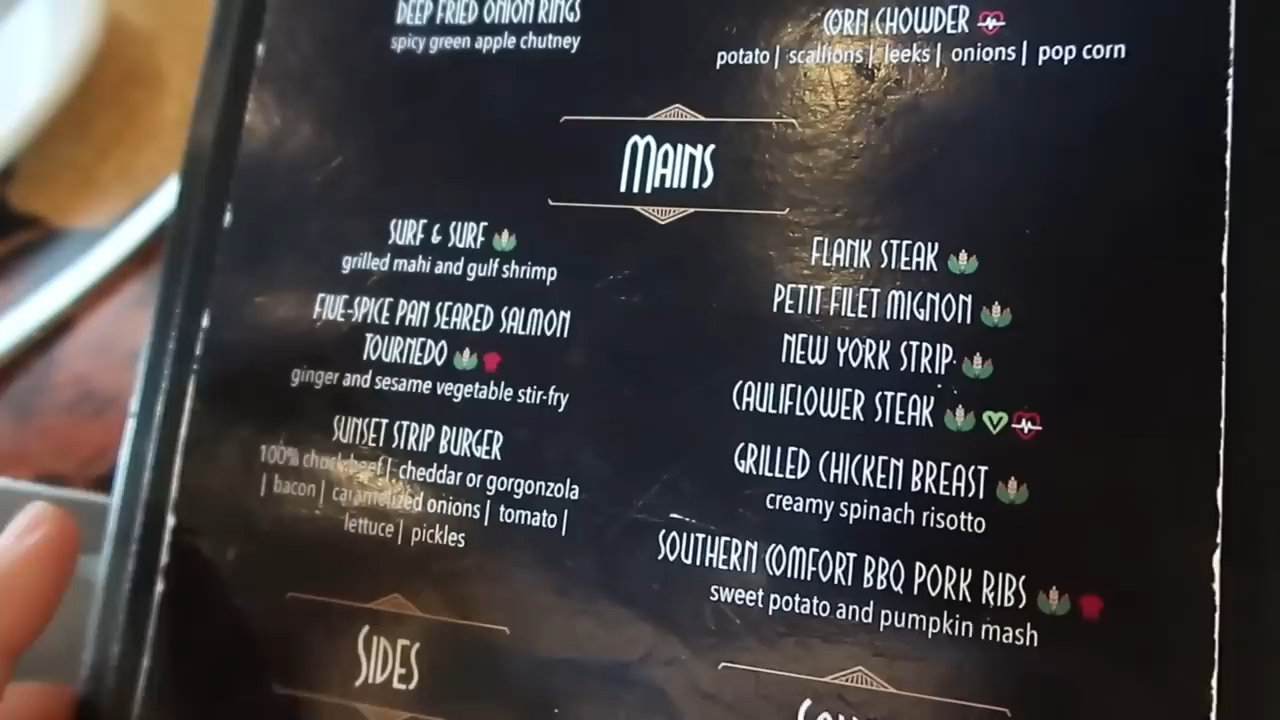 DEEP FRIED ONION RINGS
spicy green apple chutney
CORN CHOWDER
potato | scallions | leeks | onions | pop corn
MAINS
SURF & SURF
grilled mahi and gulf shrimp
FIVE-SPICE PAN SEARED SALMON
TOURNEDO
ginger and sesame vegetable stir-fry
SUNSET STRIP BURGER
100% chuck beef | cheddar or gorgonzola
| bacon | caramelized onions | tomato |
lettuce | pickles
FLANK STEAK
PETIT FILET MIGNON
NEW YORK STRIP
CAULIFLOWER STEAK
GRILLED CHICKEN BREAST
creamy spinach risotto
SOUTHERN COMFORT BBQ PORK RIBS
sweet potato and pumpkin mash
SIDES